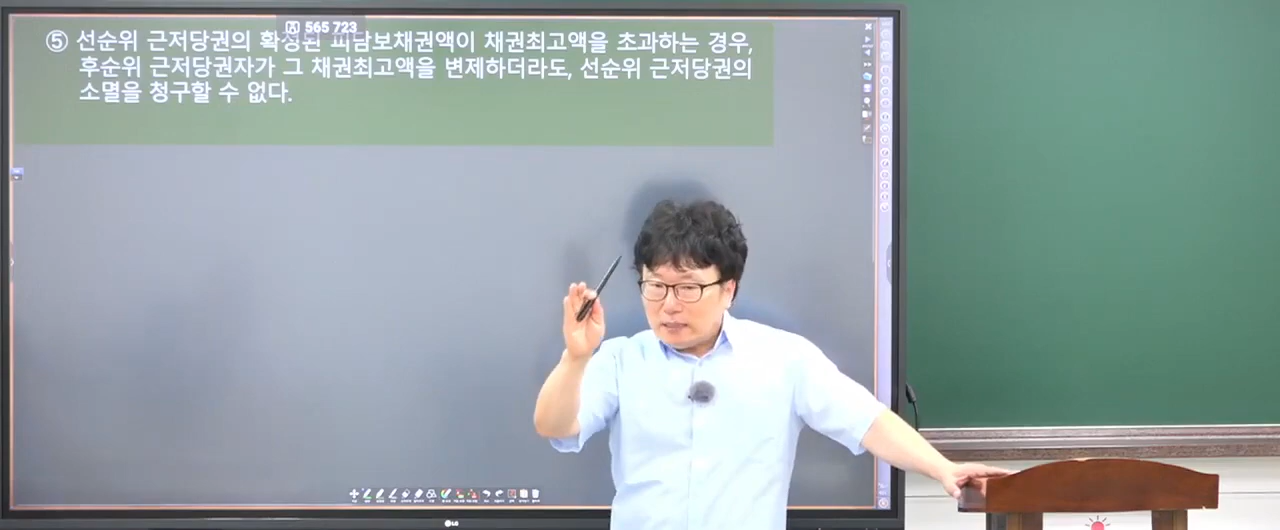 565 723
⑤ 선순위 근저당권의 확정된 피담보채권액이 채권최고액을 초과하는 경우,
후순위 근저당권자가 그 채권최고액을 변제하더라도, 선순위 근저당권의
소멸을 청구할 수 없다.
LG